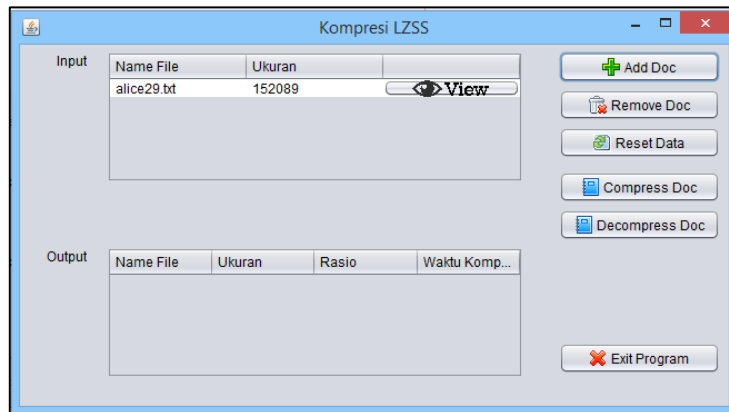 Kompresi LZSS
Input
Name File Ukuran
alice29.txt 152089 View
Add Doc
Remove Doc
Reset Data
Compress Doc
Decompress Doc
Output
Name File Ukuran Rasio Waktu Komp...
Exit Program